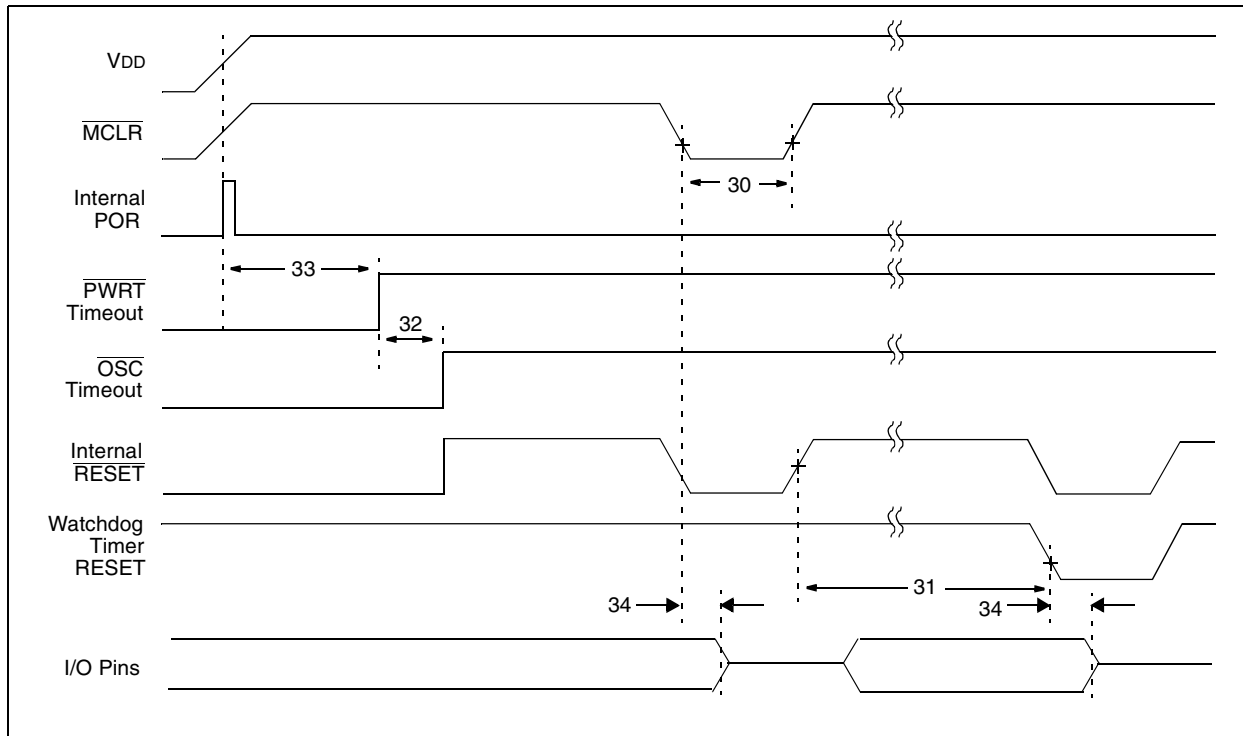 VDD
MCLR
30
Internal
POR
33
PWRT
Timeout
32
OSC
Timeout
Internal
RESET
Watchdog
Timer
RESET
31
34
34
I/O Pins